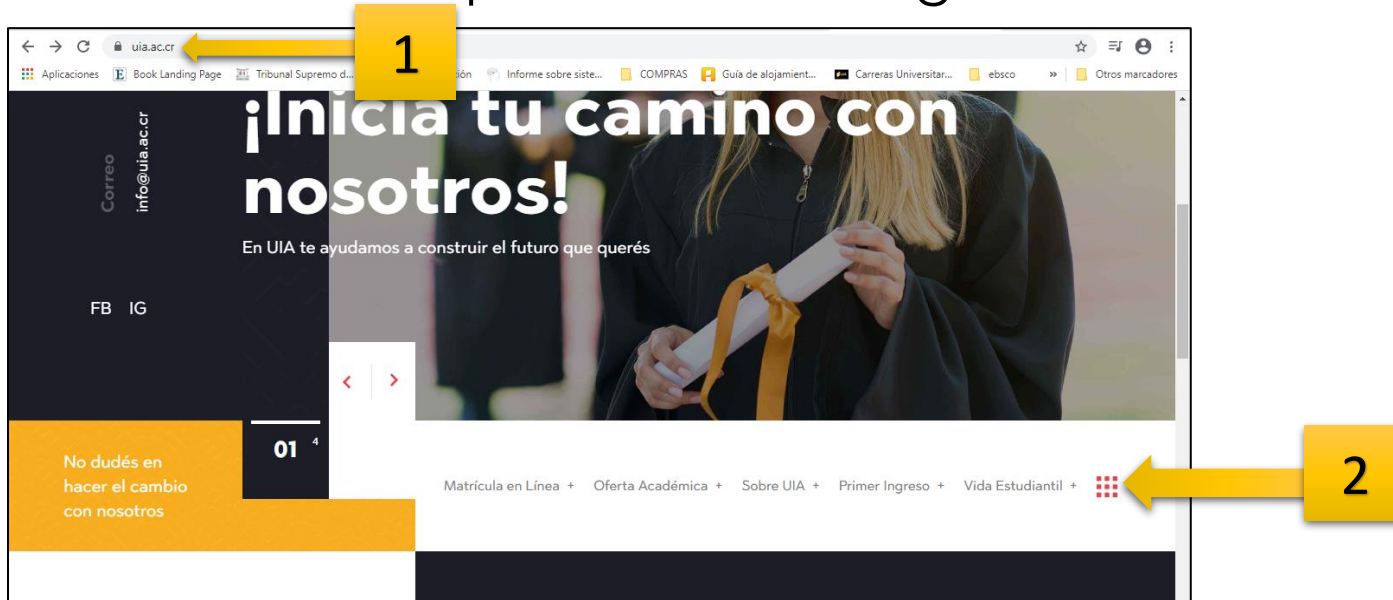 1
uia.ac.cr
Aplicaciones Book Landing Page Tribunal Supremo d... Informe sobre siste... COMPRAS Guía de alojamient... Carreras Universitar... ebsco » Otros marcadores
Correo
info@uia.ac.cr
¡Inicia tu camino con
nosotros!
En UIA te ayudamos a construir el futuro que querés
FB IG
01 4
No dudés en
hacer el cambio
con nosotros
Matrícula en Línea + Oferta Académica + Sobre UIA + Primer Ingreso + Vida Estudiantil +
2